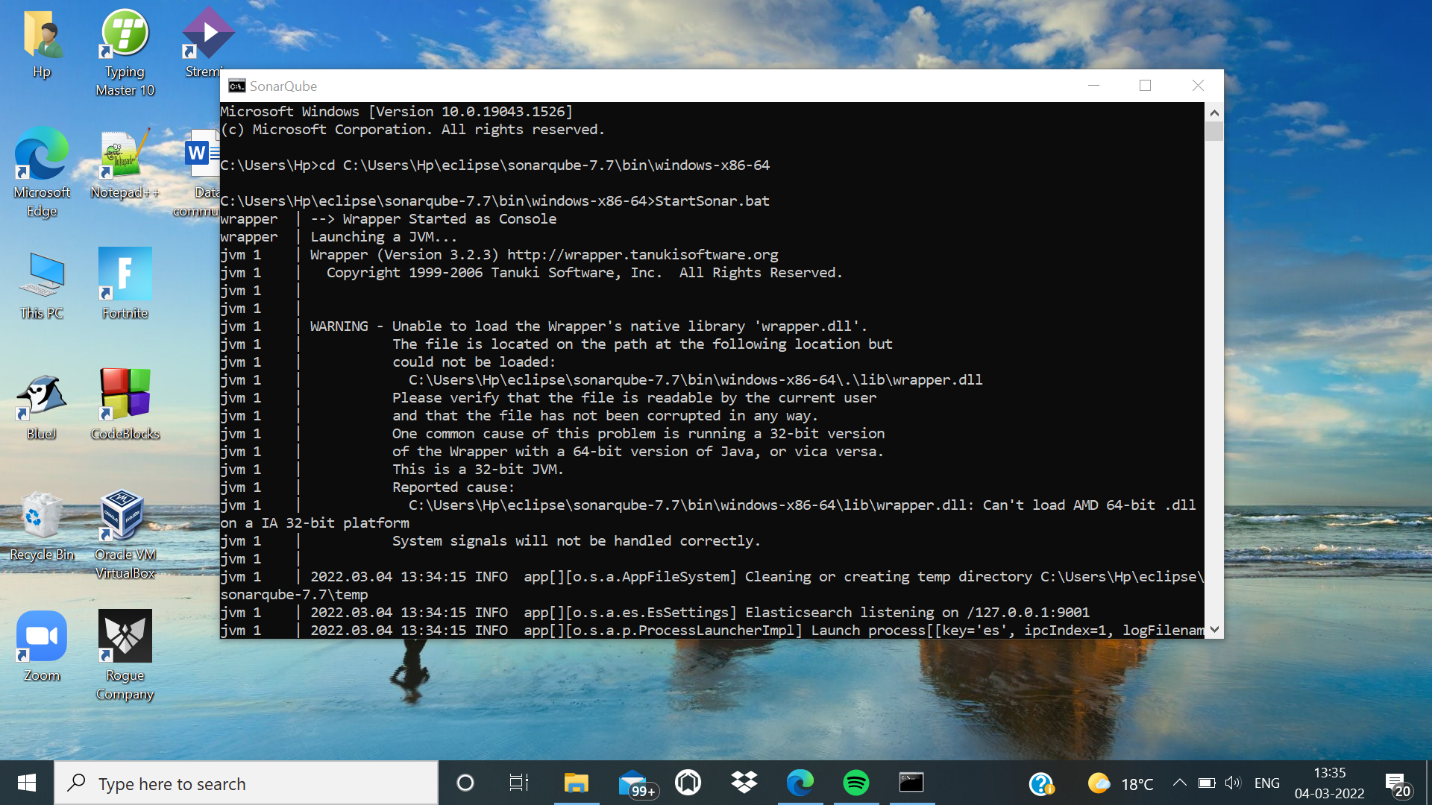 Hp
Typing
Master 10
Stremi
SonarQube
Microsoft Windows [Version 10.0.19043.1526]
(c) Microsoft Corporation. All rights reserved.
C:\Users\Hp>cd C:\Users\Hp\eclipse\sonarqube-7.7\bin\windows-x86-64
C:\Users\Hp\eclipse\sonarqube-7.7\bin\windows-x86-64>StartSonar.bat
wrapper | --> Wrapper Started as Console
wrapper | Launching a JVM...
jvm 1 | Wrapper (Version 3.2.3) http://wrapper.tanukisoftware.org
jvm 1 | Copyright 1999-2006 Tanuki Software, Inc. All Rights Reserved.
jvm 1 |
jvm 1 |
jvm 1 | WARNING - Unable to load the Wrapper's native library 'wrapper.dll'.
jvm 1 | The file is located on the path at the following location but
jvm 1 | could not be loaded:
jvm 1 | C:\Users\Hp\eclipse\sonarqube-7.7\bin\windows-x86-64\.\lib\wrapper.dll
jvm 1 | Please verify that the file is readable by the current user
jvm 1 | and that the file has not been corrupted in any way.
jvm 1 | One common cause of this problem is running a 32-bit version
jvm 1 | of the Wrapper with a 64-bit version of Java, or vica versa.
jvm 1 | This is a 32-bit JVM.
jvm 1 | Reported cause:
jvm 1 | C:\Users\Hp\eclipse\sonarqube-7.7\bin\windows-x86-64\lib\wrapper.dll: Can't load AMD 64-bit .dll
on a IA 32-bit platform
jvm 1 | System signals will not be handled correctly.
jvm 1 |
jvm 1 | 2022.03.04 13:34:15 INFO app[][o.s.a.AppFileSystem] Cleaning or creating temp directory C:\Users\Hp\eclipse\
sonarqube-7.7\temp
jvm 1 | 2022.03.04 13:34:15 INFO app[][o.s.a.es.EsSettings] Elasticsearch listening on /127.0.0.1:9001
jvm 1 | 2022.03.04 13:34:15 INFO app[][o.s.a.p.ProcessLauncherImpl] Launch process[[key='es', ipcIndex=1, logFilenam
Microsoft
Edge
Notepad++
Data
commu
This PC
Fortnite
BlueJ
CodeBlocks
Recycle Bin
Oracle VM
VirtualBox
Zoom
Rogue
Company
Type here to search
99+
18°C
ENG
13:35
04-03-2022
20